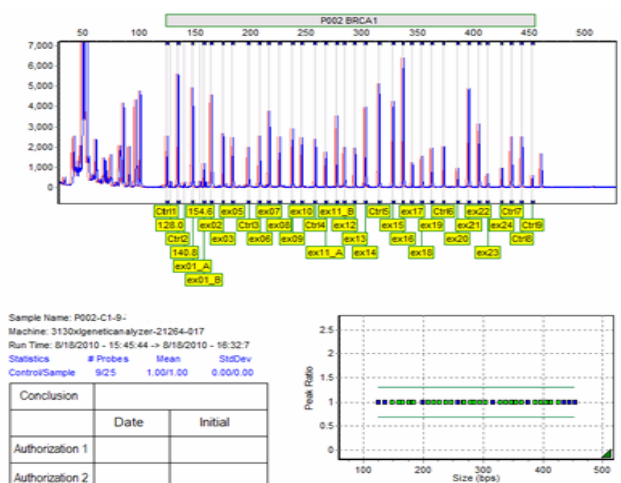 P002 BRCA1
50 100 150 200 250 300 350 400 450 500
7,000
6,000
5,000
4,000
3,000
2,000
1,000
0
Ctrl1 154.6 ex05 ex07 ex10 ex11_B Ctrl5 ex17 Ctrl6 ex22 Ctrl7
128.0 ex02 Ctrl3 ex08 Ctrl4 ex12 ex15 ex19 ex21 ex24 Ctrl9
Ctrl2 ex03 ex06 ex09 ex13 ex16 ex20 Ctrl8
140.8 ex11_A ex14 ex18 ex23
ex01_A
ex01_B
Sample Name: P002-C1-9-
Machine: 3130xlgeneticanalyzer-21264-017
Run Time: 8/18/2010 - 15:45:44 -> 8/18/2010 - 16:32:7
Statistics # Probes Mean StdDev
Control/Sample 9/25 1.00/1.00 0.00/0.00
Conclusion
Date Initial
Authorization 1
Authorization 2
Peak Ratio
2.5
2
1.5
1
0.5
0
100 200 300 400 500
Size (bps)